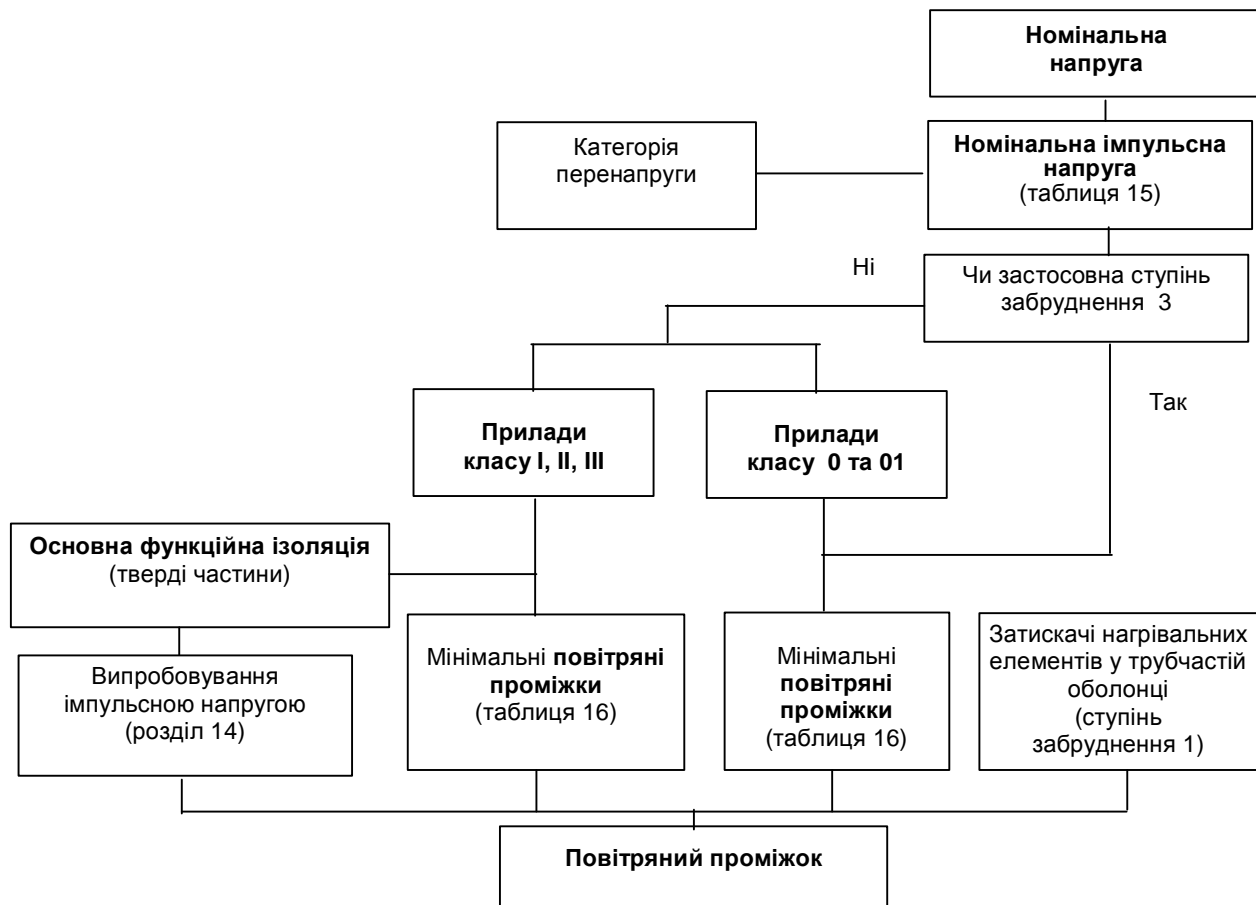 Номінальна
напруга
Категорія
перенапруги
Номінальна імпульсна
напруга
(таблиця 15)
Ні
Чи застосовна ступінь
забруднення 3
Так
Прилади
класу I, II, III
Прилади
класу 0 та 01
Основна функційна ізоляція
(тверді частини)
Випробовування
імпульсною напругою
(розділ 14)
Мінімальні повітряні
проміжки
(таблиця 16)
Мінімальні
повітряні
проміжки
(таблиця 16)
Затискачі нагрівальних
елементів у трубчастій
оболонці
(ступінь
забруднення 1)
Повітряний проміжок